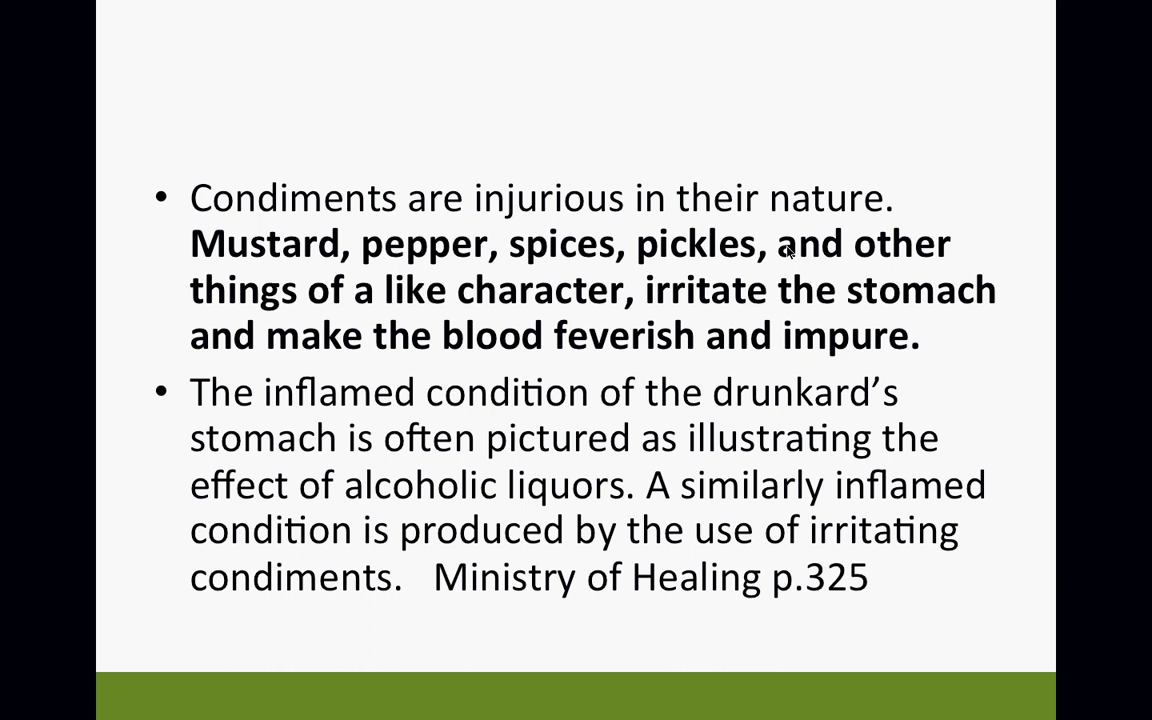 • Condiments are injurious in their nature.
Mustard, pepper, spices, pickles, and other
things of a like character, irritate the stomach
and make the blood feverish and impure.
• The inflamed condition of the drunkard’s
stomach is often pictured as illustrating the
effect of alcoholic liquors. A similarly inflamed
condition is produced by the use of irritating
condiments. Ministry of Healing p.325